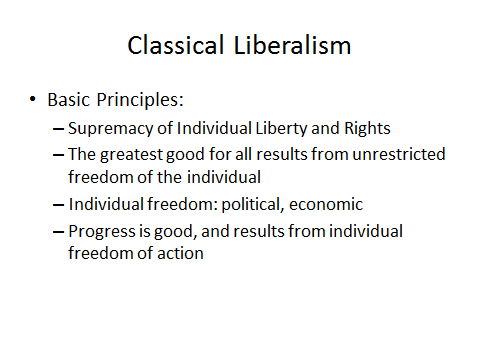 Classical Liberalism
• Basic Principles:
– Supremacy of Individual Liberty and Rights
– The greatest good for all results from unrestricted
freedom of the individual
– Individual freedom: political, economic
– Progress is good, and results from individual
freedom of action